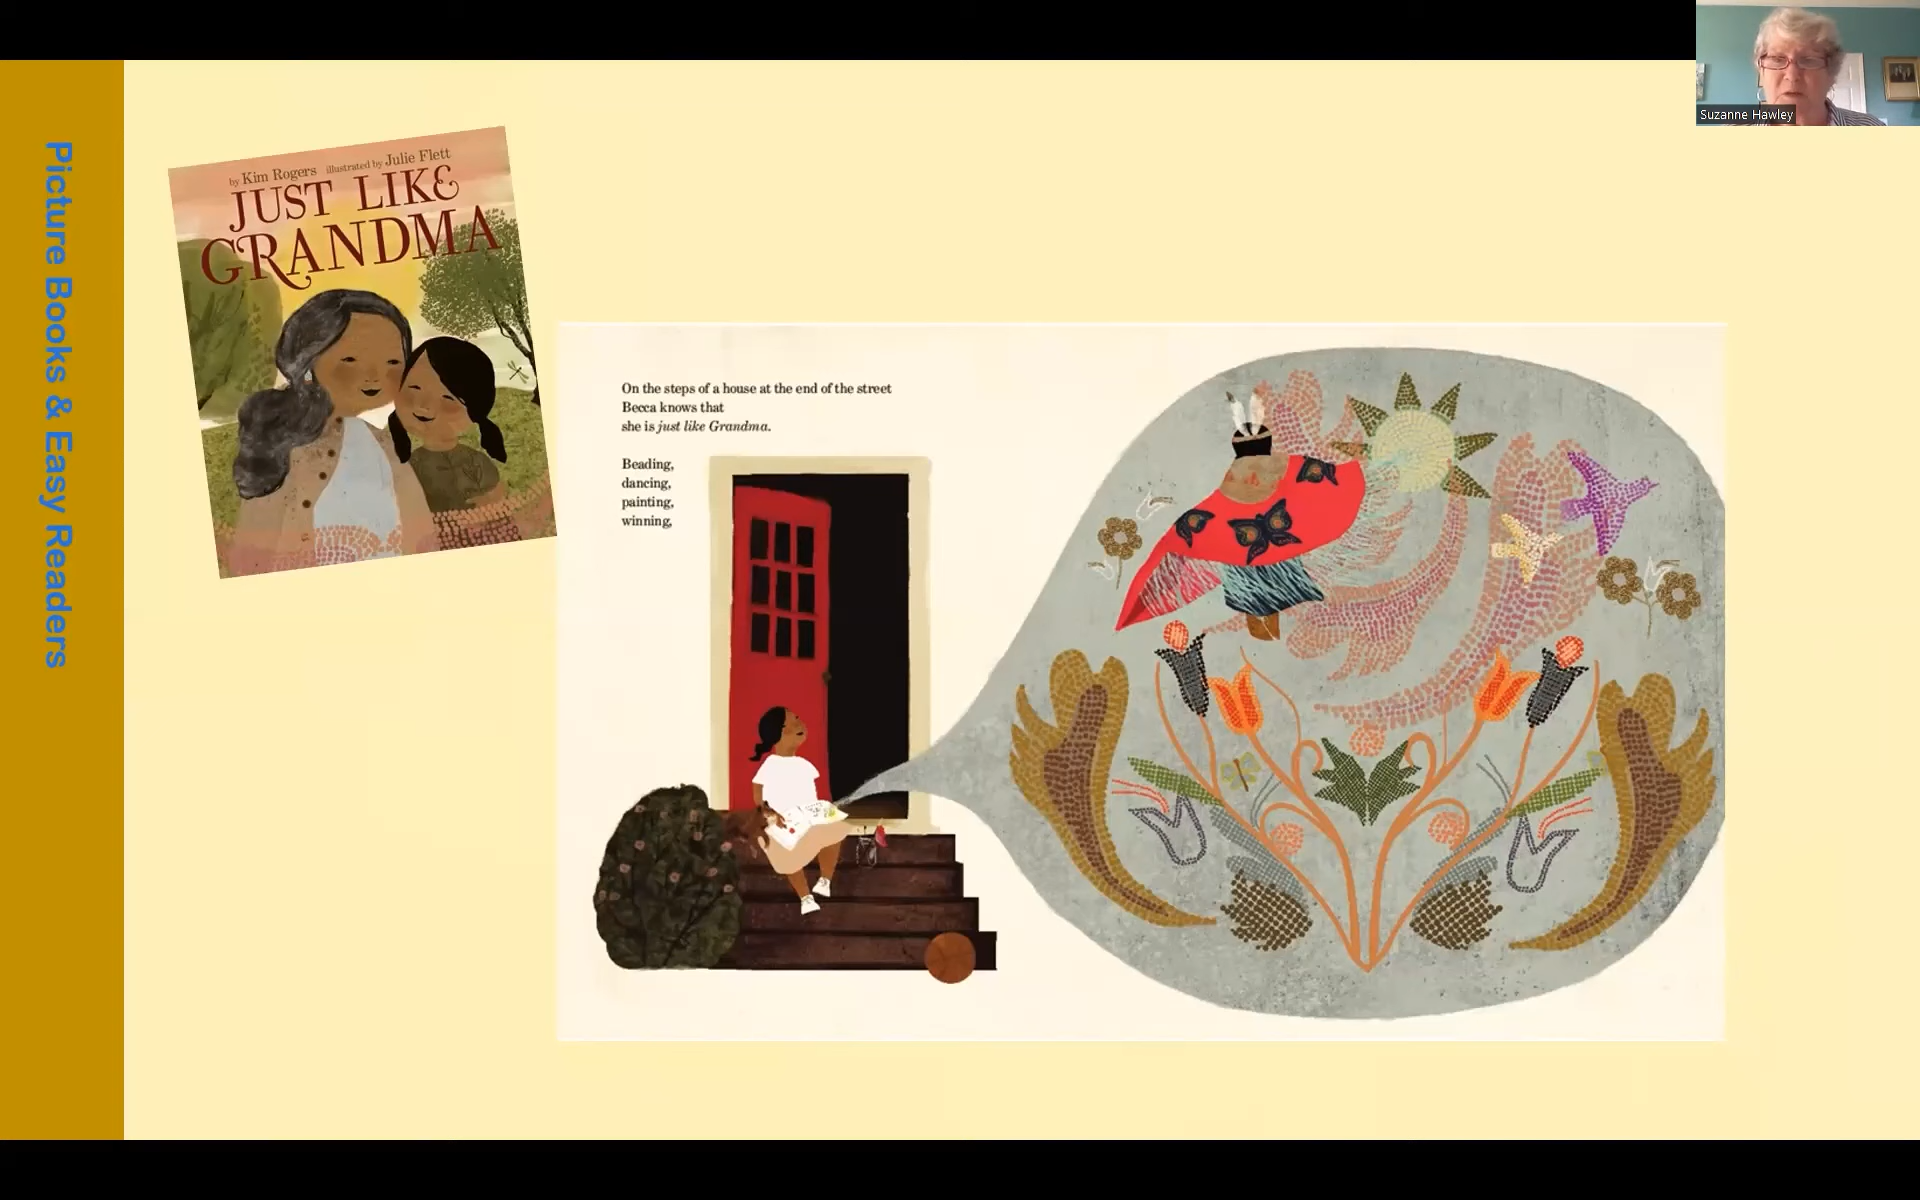 Suzanne Hawley
Picture Books & Easy Readers
by Kim Rogers illustrated by Julie Flett
JUST LIKE
GRANDMA
On the steps of a house at the end of the street
Becca knows that
she is just like Grandma.
Beading,
dancing,
painting,
winning,